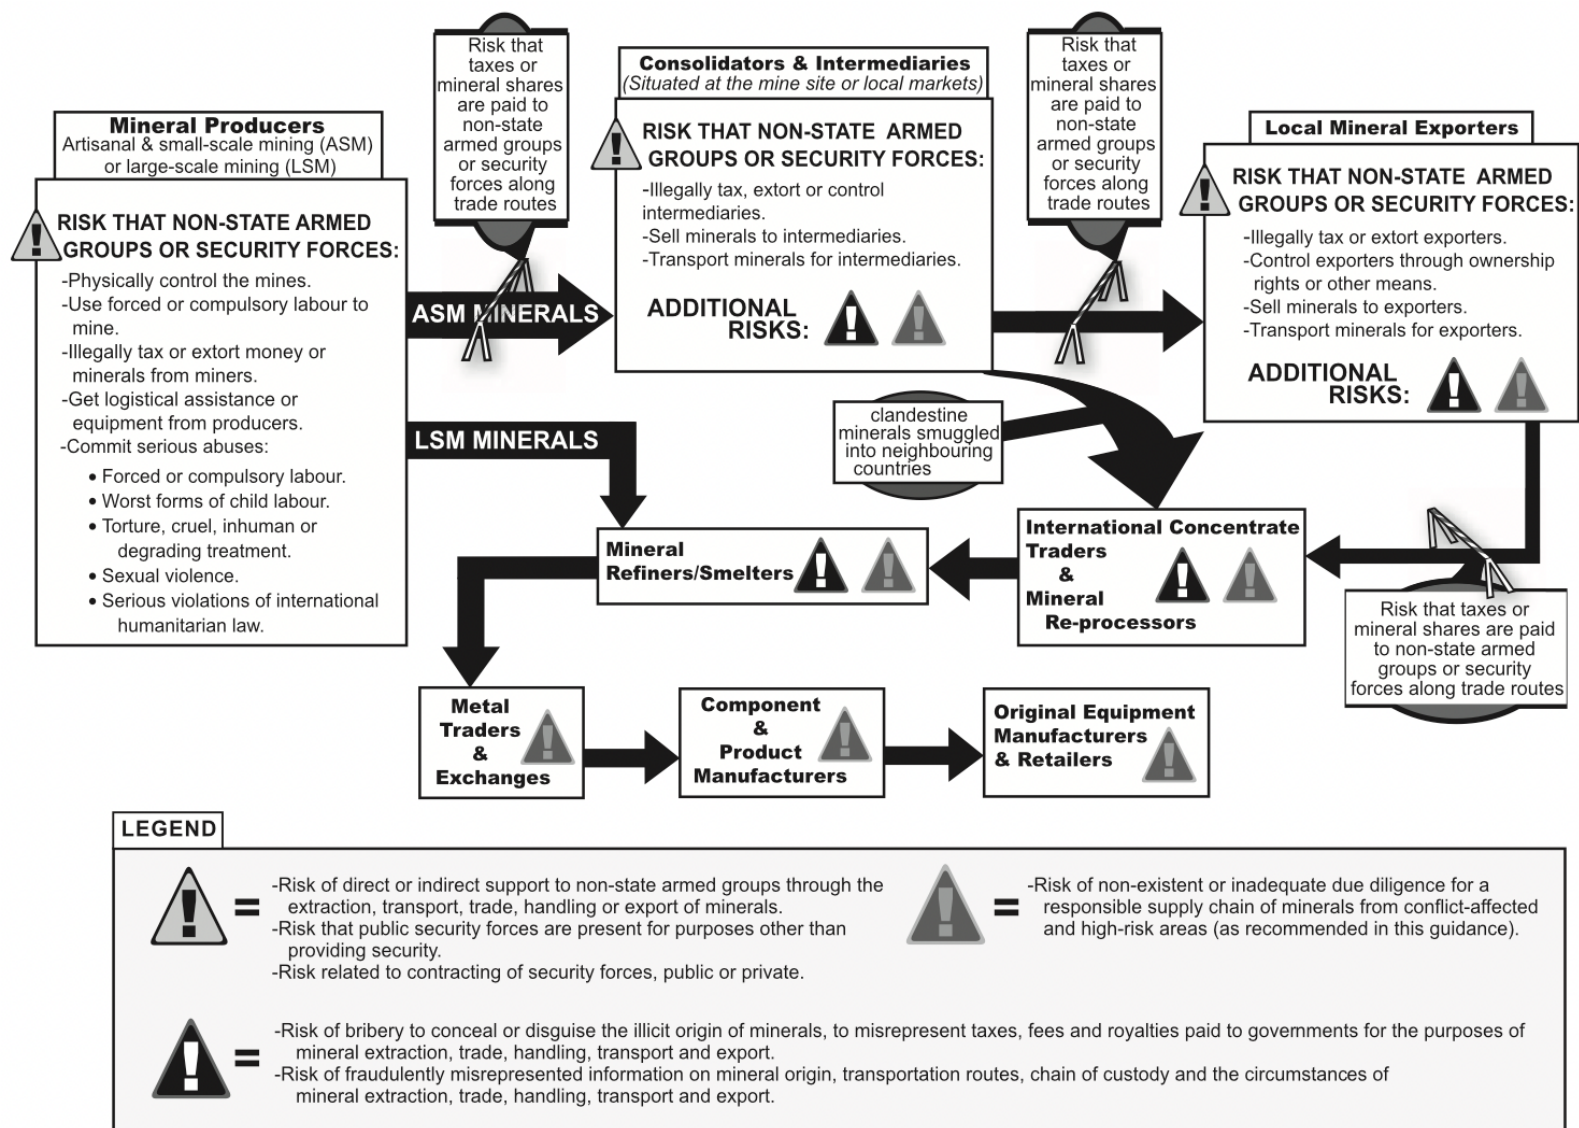 Risk that
taxes or
mineral shares
are paid to
non-state
armed groups
or security
forces along
trade routes
Consolidators & Intermediaries
(Situated at the mine site or local markets)
Risk that
taxes or
mineral shares
are paid to
non-state
armed groups
or security
forces along
trade routes
Mineral Producers
Artisanal & small-scale mining (ASM)
or large-scale mining (LSM)
RISK THAT NON-STATE ARMED
GROUPS OR SECURITY FORCES:
-Physically control the mines.
-Use forced or compulsory labour to
mine.
-Illegally tax or extort money or
minerals from miners.
-Get logistical assistance or
equipment from producers.
-Commit serious abuses:
• Forced or compulsory labour.
• Worst forms of child labour.
• Torture, cruel, inhuman or
degrading treatment.
• Sexual violence.
• Serious violations of international
humanitarian law.
ASM MINERALS
LSM MINERALS
RISK THAT NON-STATE ARMED
GROUPS OR SECURITY FORCES:
-Illegally tax, extort or control
intermediaries.
-Sell minerals to intermediaries.
-Transport minerals for intermediaries.
ADDITIONAL
RISKS:
Local Mineral Exporters
RISK THAT NON-STATE ARMED
GROUPS OR SECURITY FORCES:
-Illegally tax or extort exporters.
-Control exporters through ownership
rights or other means.
-Sell minerals to exporters.
-Transport minerals for exporters.
ADDITIONAL
RISKS:
clandestine
minerals smuggled
into neighbouring
countries
Mineral
Refiners/Smelters
International Concentrate
Traders
&
Mineral
Re-processors
Risk that taxes or
mineral shares are paid
to non-state armed
groups or security
forces along trade routes
Metal
Traders
&
Exchanges
Component
&
Product
Manufacturers
Original Equipment
Manufacturers
& Retailers
LEGEND
=
-Risk of direct or indirect support to non-state armed groups through the
extraction, transport, trade, handling or export of minerals.
-Risk that public security forces are present for purposes other than
providing security.
-Risk related to contracting of security forces, public or private.
=
-Risk of non-existent or inadequate due diligence for a
responsible supply chain of minerals from conflict-affected
and high-risk areas (as recommended in this guidance).
=
-Risk of bribery to conceal or disguise the illicit origin of minerals, to misrepresent taxes, fees and royalties paid to governments for the purposes of
mineral extraction, trade, handling, transport and export.
-Risk of fraudulently misrepresented information on mineral origin, transportation routes, chain of custody and the circumstances of
mineral extraction, trade, handling, transport and export.